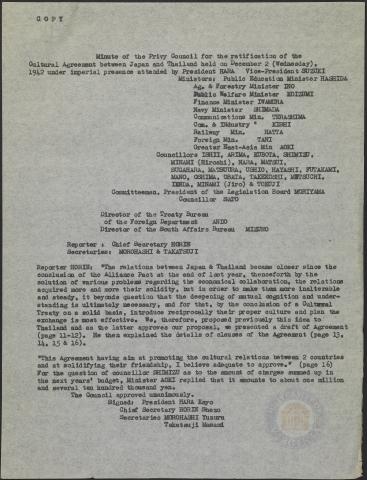 COPY
Minute of the Privy Council for the ratification of the
Cultural Agreement between Japan and Thailand held on December 2 (Wednesday),
1942 under imperial presence attended by President HARA Vice-President SUZUKI
Ministers: Public Education Minister HASHIDA
Ag. & Forestry Minister INO
Public Welfare Minister KOIZUMI
Finance Minister IWAMURA
Navy Minister SHIMADA
Communications Min. TERASHIMA
Com. & Industry " KISHI
Railway Min. HATTA
Foreign Min. TANI
Greater East-Asia Min AOKI
Councillors ISHII, ARIMA, KUBOTA, SHIMIZU,
MINAMI (Hiroshi), NARA, MATSUI,
SUGAHARA, MATSUURA, USHIO, HAYASHI, FUKAKAMI,
MANO, OSHIMA, OBATA, TAKEKOSHI, MITSUCHI,
IKEDA, MINAMI (Jiro) & TOKUJI
Committeeman, President of the Legislation Board MORIYAMA
Councillor SATO
Director of the Treaty Bureau
of the Foreign Department ANDO
Director of the South Affairs Bureau MIZUNO
Reporter : Chief Secretary HORIN
Secretaries: MOROHASHI & TAKATSUJI
Reporter HORIN: "The relations between Japan & Thailand became closer since the
conclusion of the Alliance Pact at the end of last year, thenceforth by the
solution of various problems regarding the economical collaboration, the relations
acquired more and more their solidity, but in order to make them more inalterable
and steady, it beyonds question that the deepening of mutual cognition and under-
standing is ultimately necessary, and for that, by the conclusion of a Cultural
Treaty on a solid basis, introduce reciprocally their proper culture and plan the
exchange is most effective. We, therefore, proposed previously this idea to
Thailand and as the latter approves our proposal, we presented a draft of Agreement
(page 11-12). He then explained the details of clauses of the Agreement (page 13,
14, 15 & 16).
"This Agreement having aim at promoting the cultural relations between 2 countries
and at solidifying their friendship, I believe adequate to approve." (page 16)
For the question of councillor SHIMIZU as to the amount of charges summed up in
the next years' budget, Minister AOKI replied that it amounts to about one million
and several ten hundred thousand yen.
The Council approved unanimously.
Signed: President HARA Kayo
Chief Secretary HORIN Shozo
Secretaries MOROHASHI Yuzuru
Takatsuji Masami